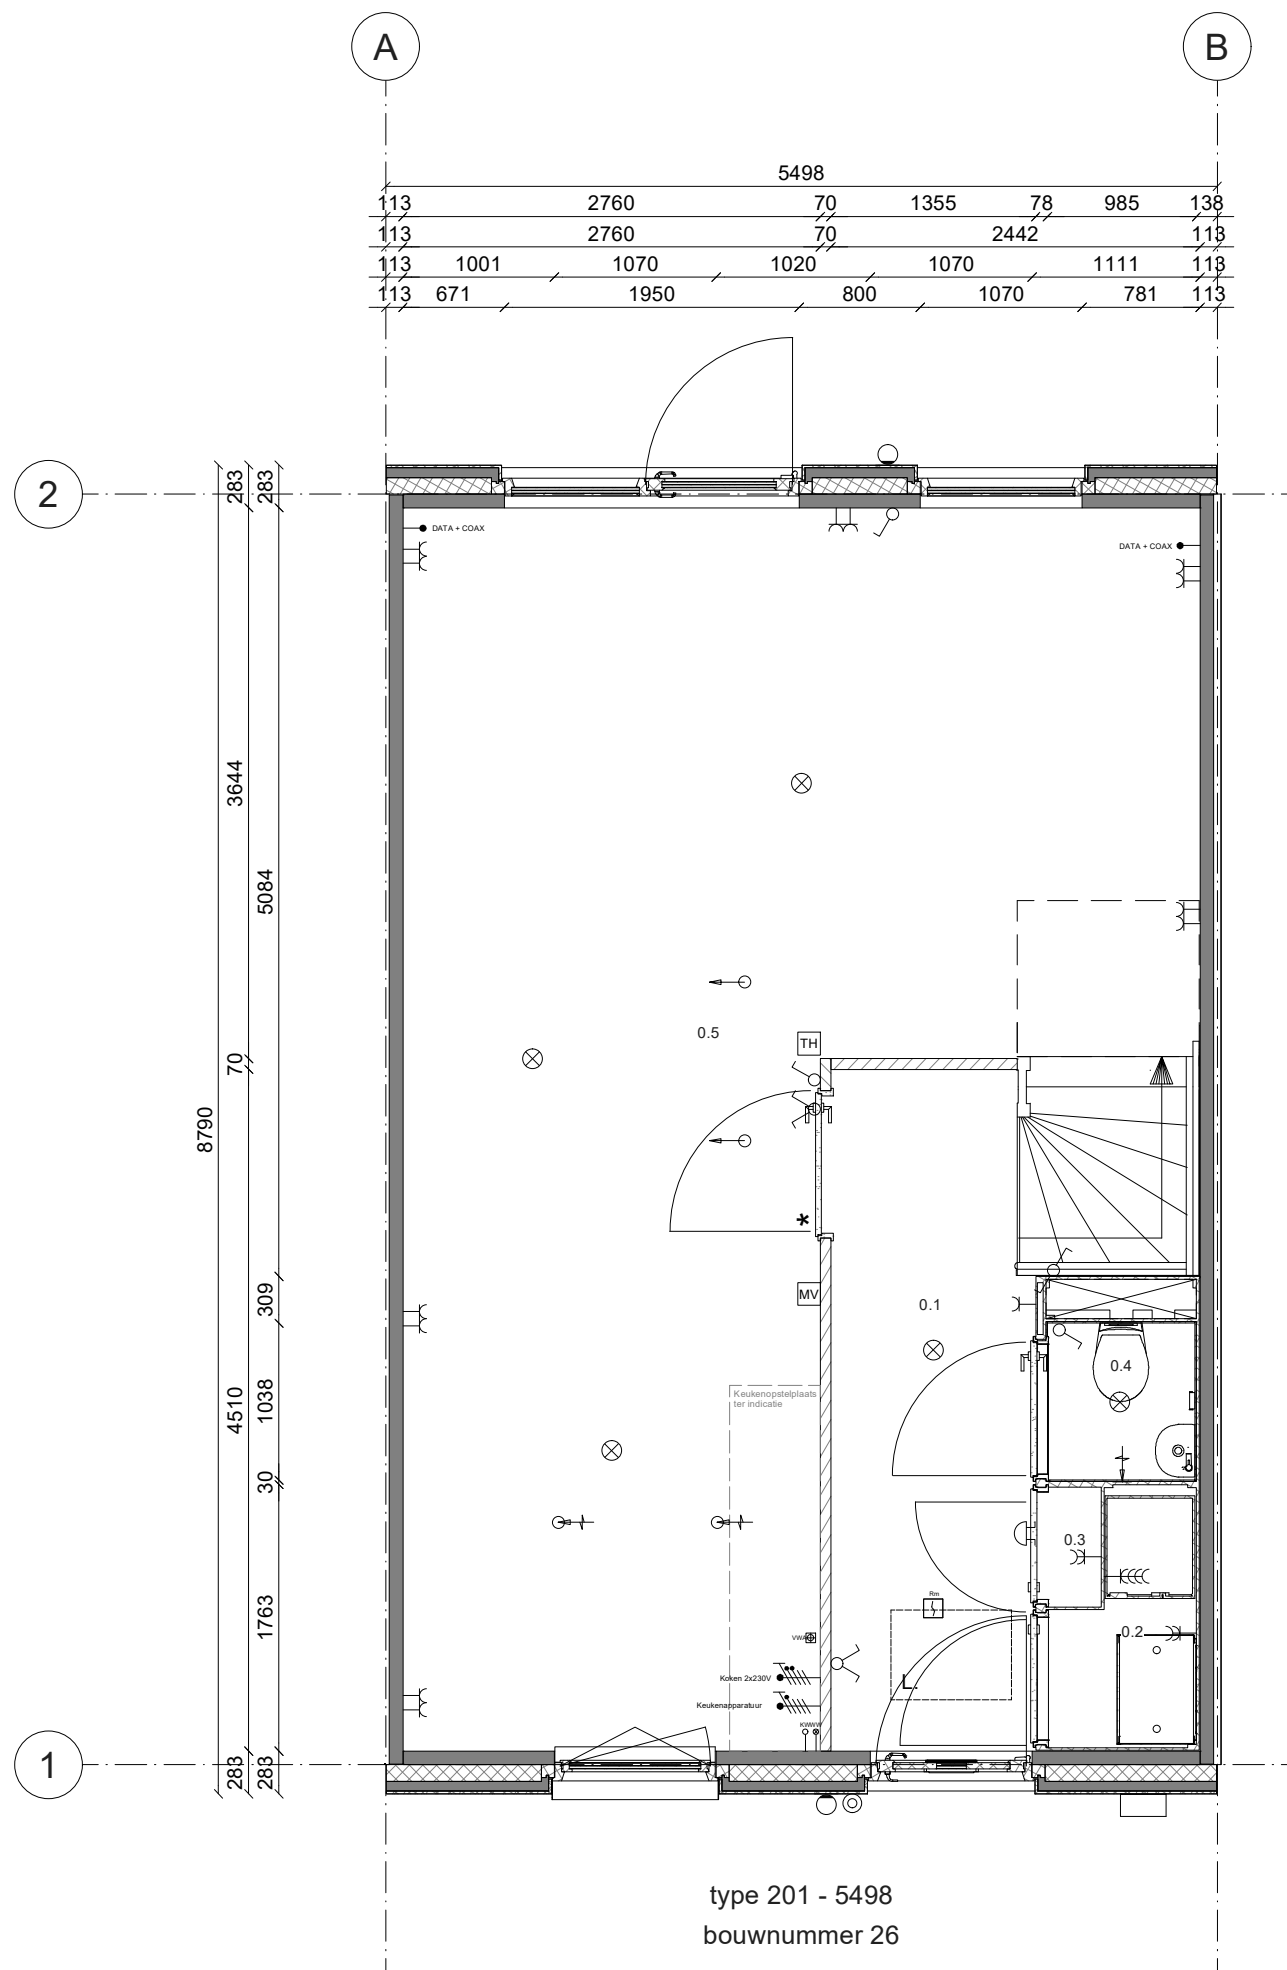 A
B
5498
113 2760 70 1355 78 985 138
113 2760 70 2442 113
113 1001 1070 1020 1070 1111 113
113 671 1950 800 1070 781 113
2
283 283
DATA + COAX
DATA + COAX
3644
5084
0.5
TH
70
8790
309
MV
0.1
0.4
4510
1038
Keukenopstelplaats
ter indicatie
30
0.3
1763
Rm
0.2
L.
Koken 2x230V
Keukenapparatuur
1
283 283
type 201 - 5498
bouwnummer 26